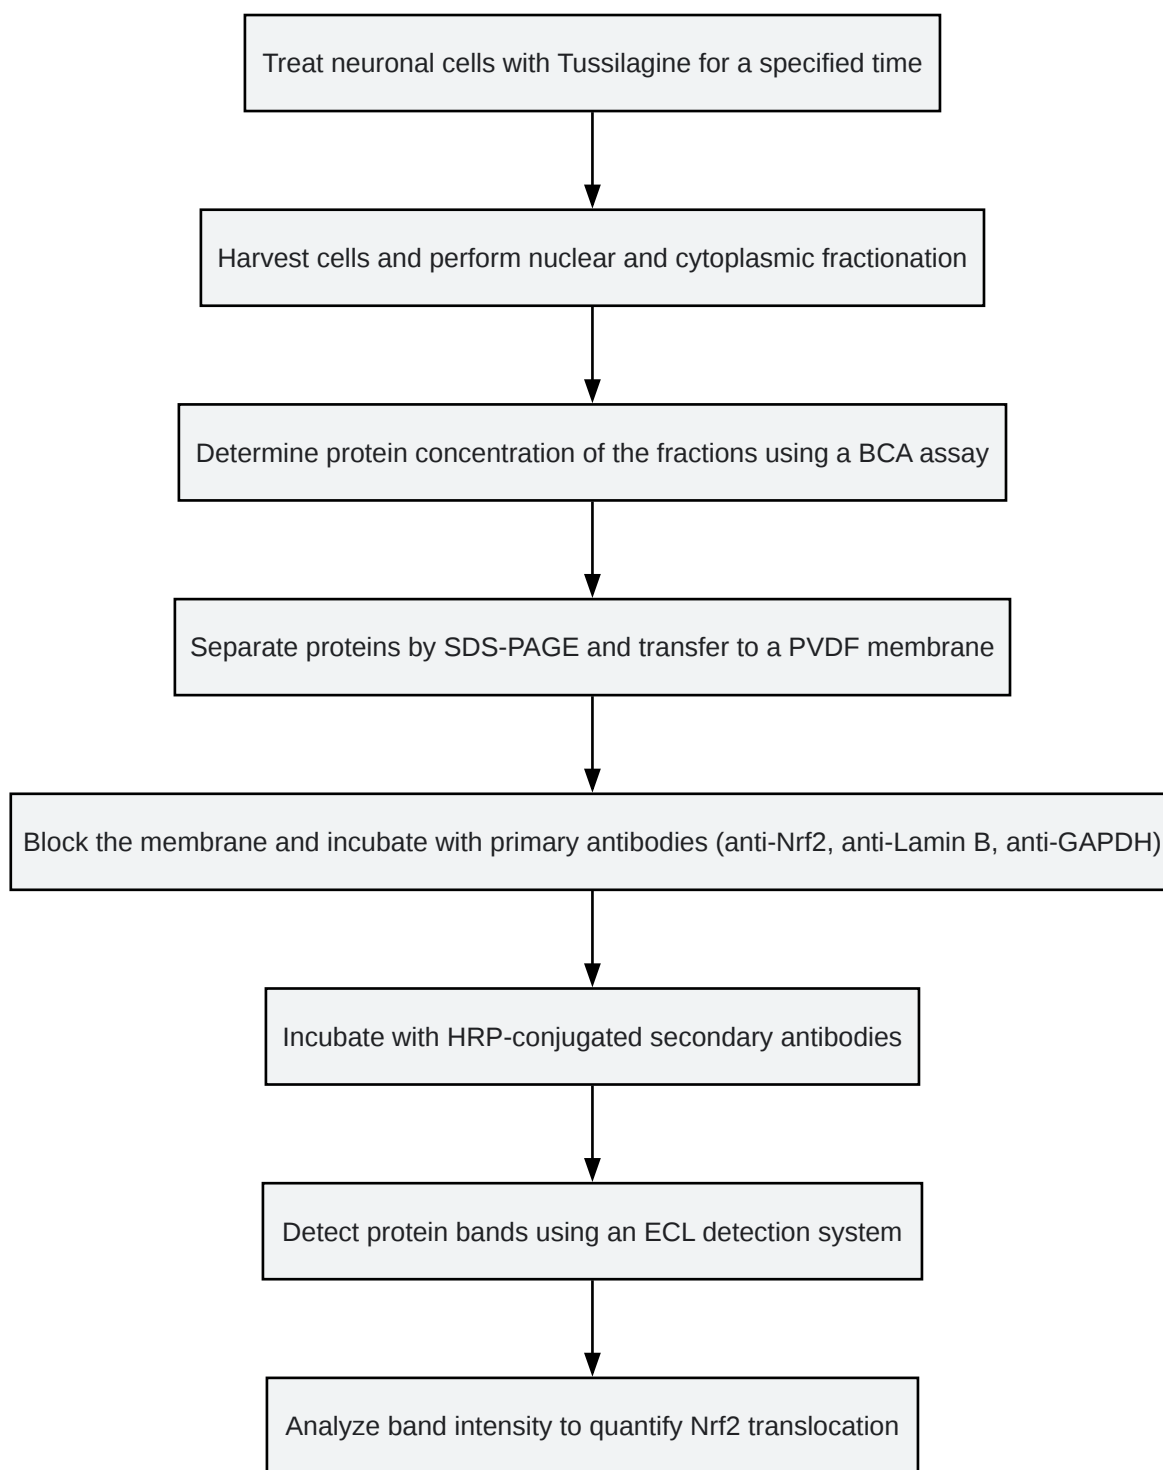 Treat neuronal cells with Tussilagine for a specified time
Harvest cells and perform nuclear and cytoplasmic fractionation
Determine protein concentration of the fractions using a BCA assay
Separate proteins by SDS-PAGE and transfer to a PVDF membrane
Block the membrane and incubate with primary antibodies (anti-Nrf2, anti-Lamin B, anti-GAPDH)
Incubate with HRP-conjugated secondary antibodies
Detect protein bands using an ECL detection system
Analyze band intensity to quantify Nrf2 translocation